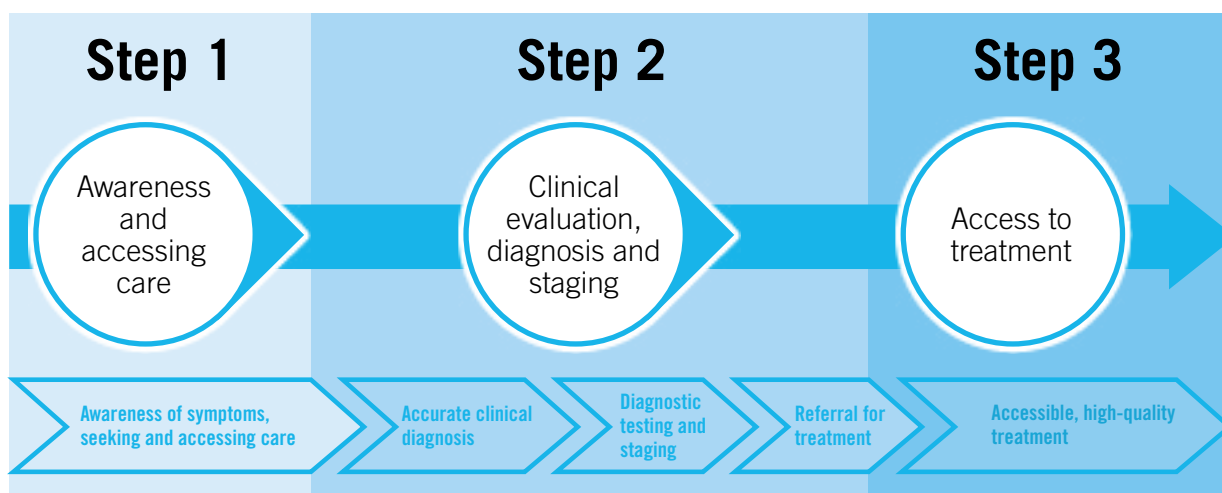 Step 1
Step 2
Step 3
Awareness
and
accessing
care
Clinical
evaluation,
diagnosis and
staging
Access to
treatment
Awareness of symptoms,
seeking and accessing care
Accurate clinical
diagnosis
Diagnostic
testing and
staging
Referral for
treatment
Accessible, high-quality
treatment